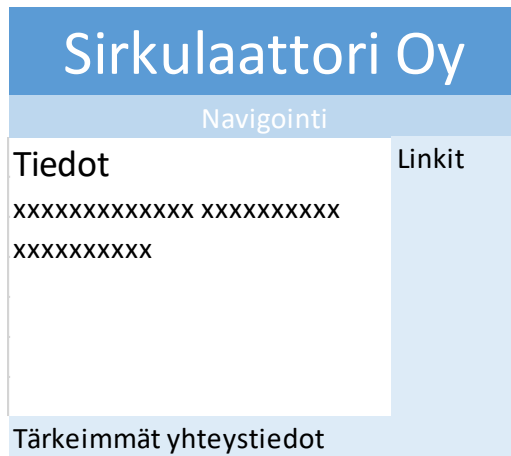 Sirkulaattori Oy
Navigointi
Tiedot
Linkit
xxxxxxxxxxxxx xxxxxxxxxx
xxxxxxxxxx
Tärkeimmät yhteystiedot